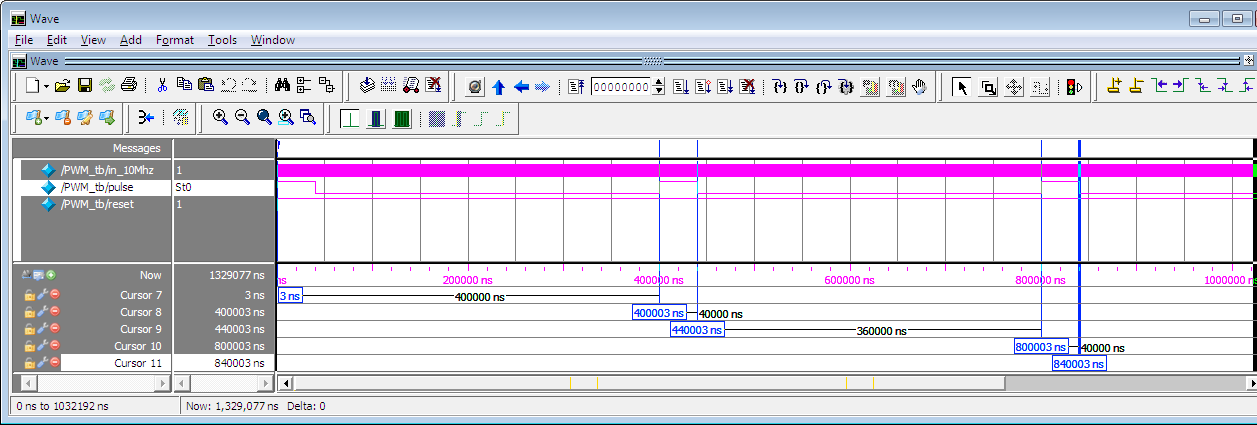 Wave
File Edit View Add Format Tools Window
Wave
00000000
Messages
/PWM_tb/in_10Mhz 1
/PWM_tb/pulse St0
/PWM_tb/reset 1
Now 1329077 ns ns 200000 ns 400000 ns 600000 ns 800000 ns 1000000 n
Cursor 7 3 ns 3 ns 400000 ns
Cursor 8 400003 ns 400003 ns 40000 ns
Cursor 9 440003 ns 440003 ns 360000 ns
Cursor 10 800003 ns 800003 ns 40000 ns
Cursor 11 840003 ns 840003 ns
0 ns to 1032192 ns Now: 1,329,077 ns Delta: 0